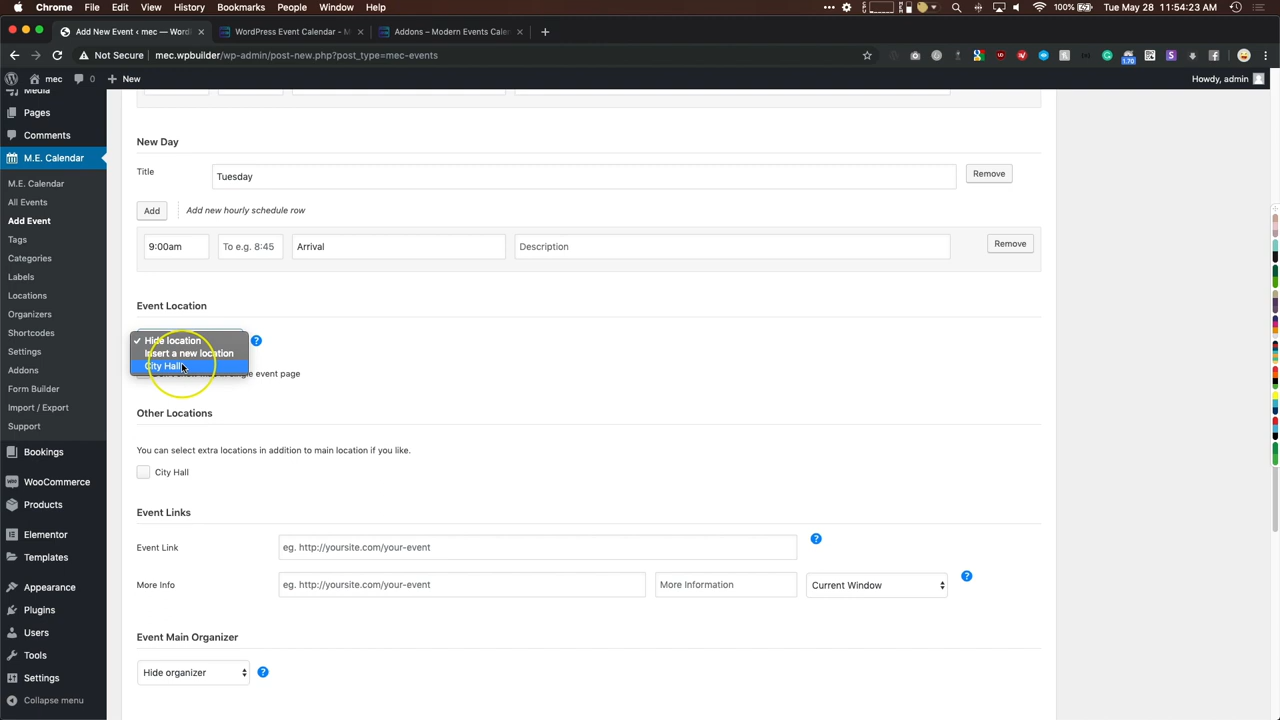 Chrome File Edit View History Bookmarks People Window Help 100% Tue May 28 11:54:23 AM
Add New Event ‹ mec — Word WordPress Event Calendar - M Addons – Modern Events Cale
Not Secure mec.wpbuilder/wp-admin/post-new.php?post_type=mec-events 1.70
mec 0 New Howdy, admin
Media
Pages
Comments
M.E. Calendar
M.E. Calendar
All Events
Add Event
Tags
Categories
Labels
Locations
Organizers
Shortcodes
Settings
Addons
Form Builder
Import / Export
Support
Bookings
WooCommerce
Products
Elementor
Templates
Appearance
Plugins
Users
Tools
Settings
Collapse menu
New Day
Title Tuesday Remove
Add Add new hourly schedule row
9:00am To e.g. 8:45 Arrival Description Remove
Event Location
✓ Hide location ?
Insert a new location
City Hall
single event page
Other Locations
You can select extra locations in addition to main location if you like.
City Hall
Event Links
Event Link eg. http://yoursite.com/your-event ?
More Info eg. http://yoursite.com/your-event More Information Current Window ?
Event Main Organizer
Hide organizer ?